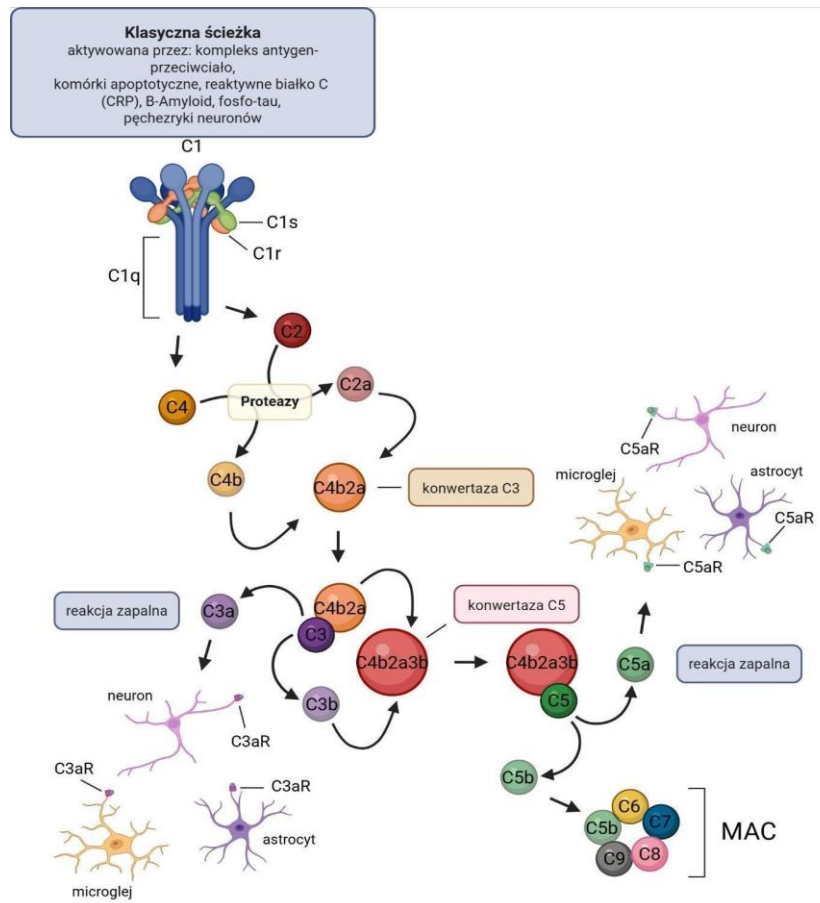 Klasyczna ścieżka
aktywowana przez: kompleks antygen-
przeciwciało,
komórki apoptotyczne, reaktywne białko C
(CRP), B-Amyloid, fosfo-tau,
pęchezryki neuronów
C1
C1s
C1r
C1q
C2
C4
Proteazy
C2a
C4b
C4b2a
konwertaza C3
C5aR
neuron
microglej
astrocyt
C5aR
C5aR
reakcja zapalna
C3a
C4b2a
C3
konwertaza C5
C4b2a3b
C4b2a3b
C5
C5a
reakcja zapalna
C3b
neuron
C3aR
C3aR
C3aR
astrocyt
microglej
C5b
C6
C5b
C7
C9
C8
MAC